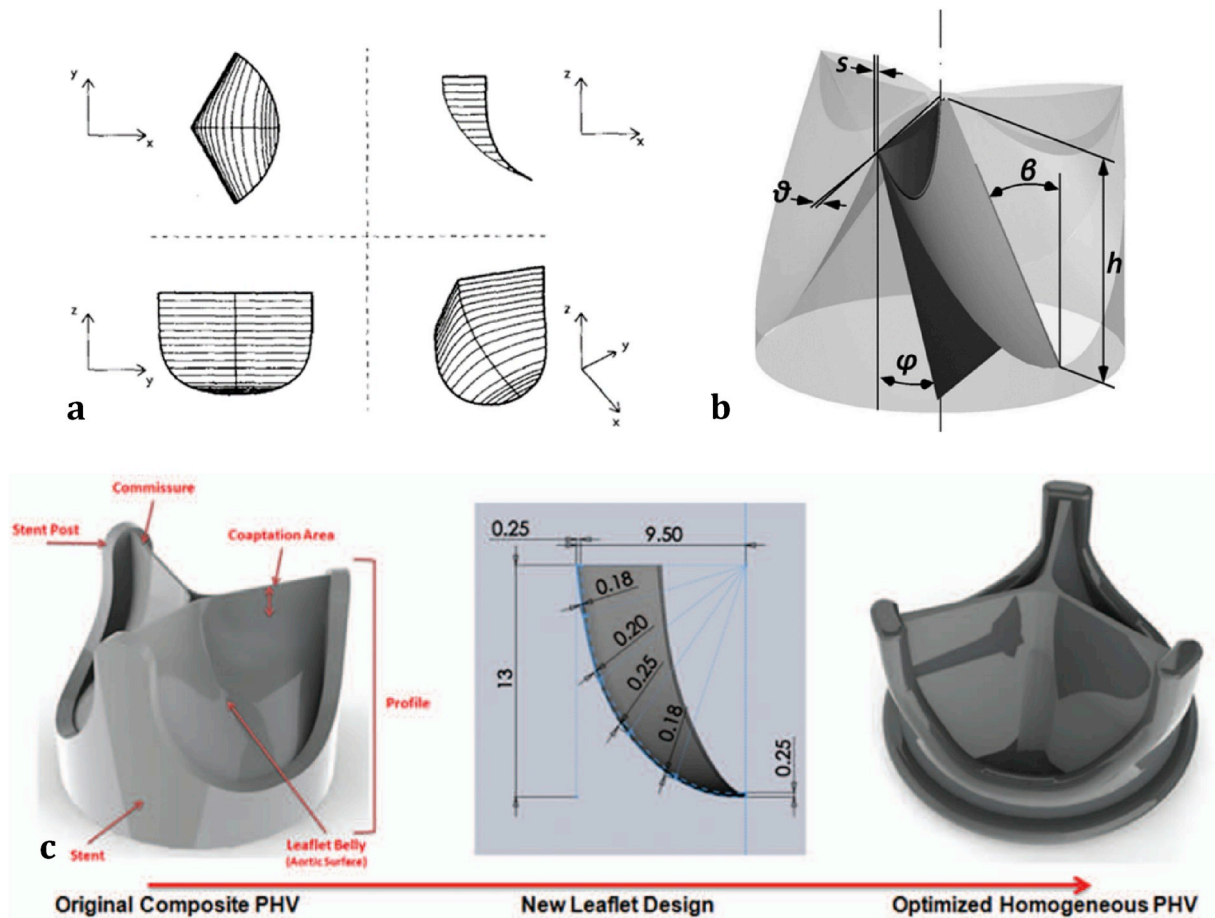 y
x
z
x
z
y
z
y
x
a
s
ϑ
β
h
φ
b
Commissure
Stent Post
Coaptation Area
Profile
Leaflet Belly
(Aortic Surface)
Stent
c
0.25
9.50
0.18
0.20
0.25
0.18
13
0.25
Original Composite PHV
New Leaflet Design
Optimized Homogeneous PHV